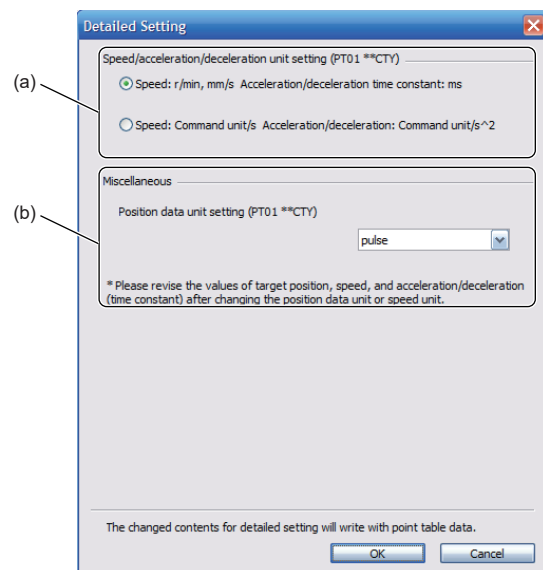 Detailed Setting
Speed/acceleration/deceleration unit setting (PT01 **CTY)
(a)
Speed: r/min, mm/s Acceleration/deceleration time constant: ms
Speed: Command unit/s Acceleration/deceleration: Command unit/s^2
Miscellaneous
(b)
Position data unit setting (PT01 **CTY)
pulse
* Please revise the values of target position, speed, and acceleration/deceleration
(time constant) after changing the position data unit or speed unit.
The changed contents for detailed setting will write with point table data.
OK Cancel